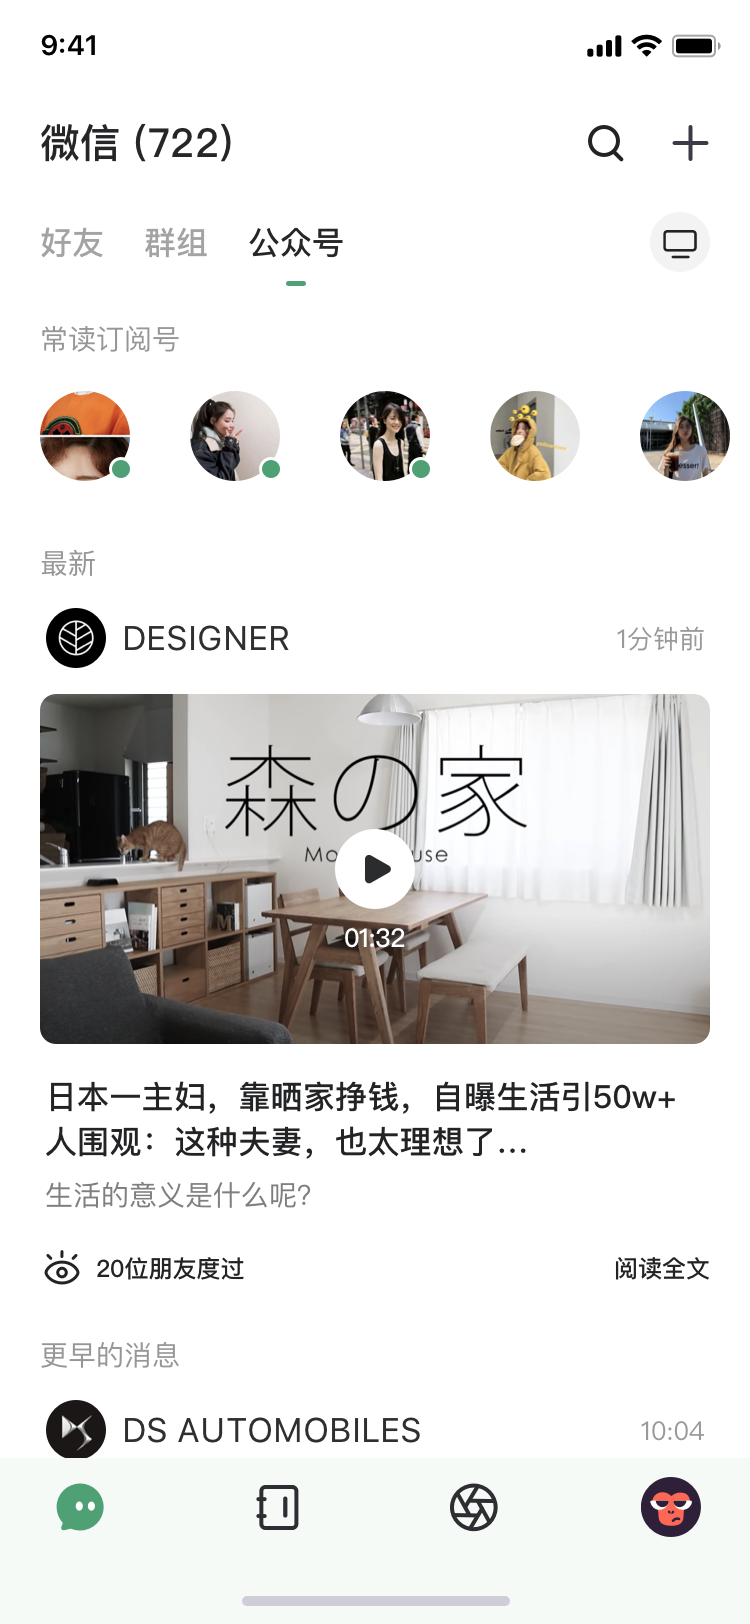 9:41
微信 (722)
好友 群组 公众号
常读订阅号
最新
DESIGNER 1分钟前
森の家
01:32
日本一主妇，靠晒家挣钱，自曝生活引50w+
人围观：这种夫妻，也太理想了...
生活的意义是什么呢?
20位朋友度过 阅读全文
更早的消息
DS AUTOMOBILES 10:04